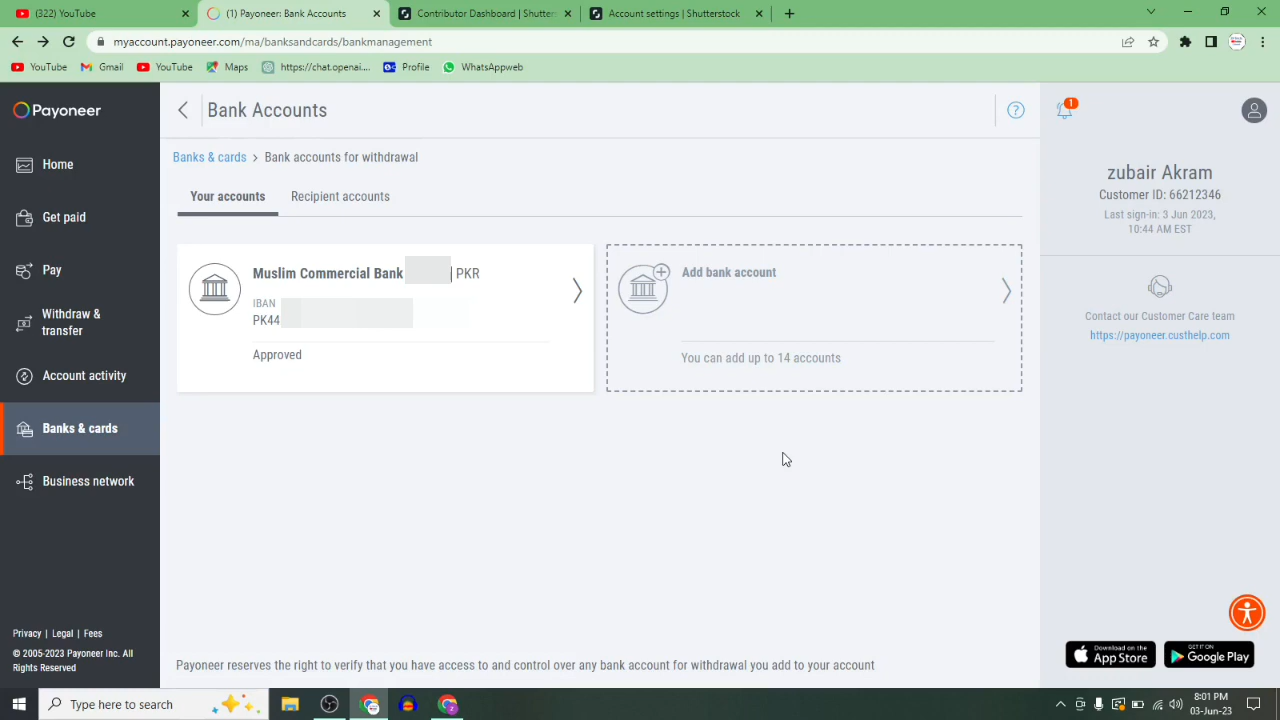 (322) YouTube
(1) Payoneer: Bank Accounts
Contributor Dashboard | Shutter:
Account settings | Shutterstock
myaccount.payoneer.com/ma/banksandcards/bankmanagement
YouTube
Gmail
YouTube
Maps
https://chat.openai....
Profile
WhatsAppweb
Payoneer
Home
Get paid
Pay
Withdraw &
transfer
Account activity
Banks & cards
Business network
Privacy | Legal | Fees
© 2005-2023 Payoneer Inc. All
Rights Reserved
Bank Accounts
?
Banks & cards > Bank accounts for withdrawal
Your accounts
Recipient accounts
Muslim Commercial Bank | PKR
IBAN
PK44
Approved
Add bank account
You can add up to 14 accounts
Payoneer reserves the right to verify that you have access to and control over any bank account for withdrawal you add to your account
1
zubair Akram
Customer ID: 66212346
Last sign-in: 3 Jun 2023,
10:44 AM EST
Contact our Customer Care team
https://payoneer.custhelp.com
Download on the
App Store
GET IT ON
Google Play
Type here to search
8:01 PM
03-Jun-23